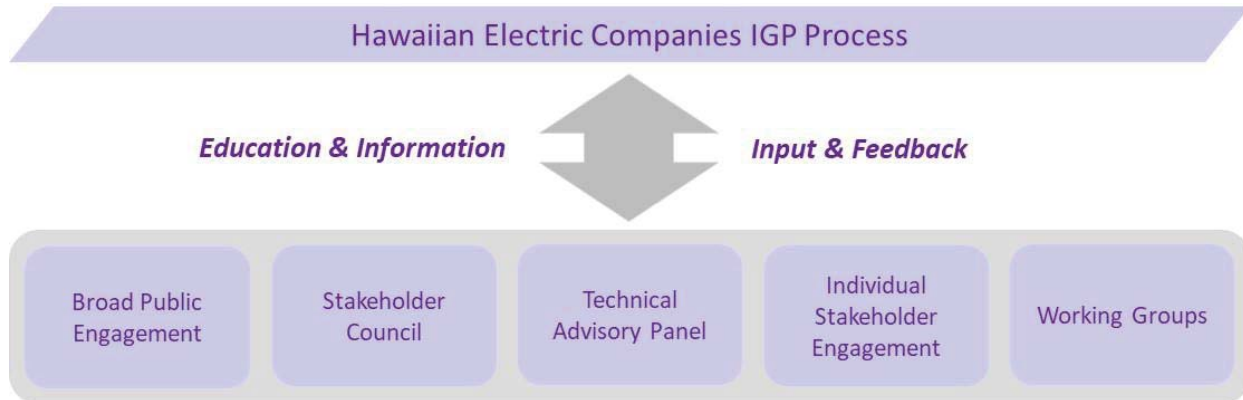 Hawaiian Electric Companies IGP Process
Education & Information
Input & Feedback
Broad Public
Engagement
Stakeholder
Council
Technical
Advisory Panel
Individual
Stakeholder
Engagement
Working Groups